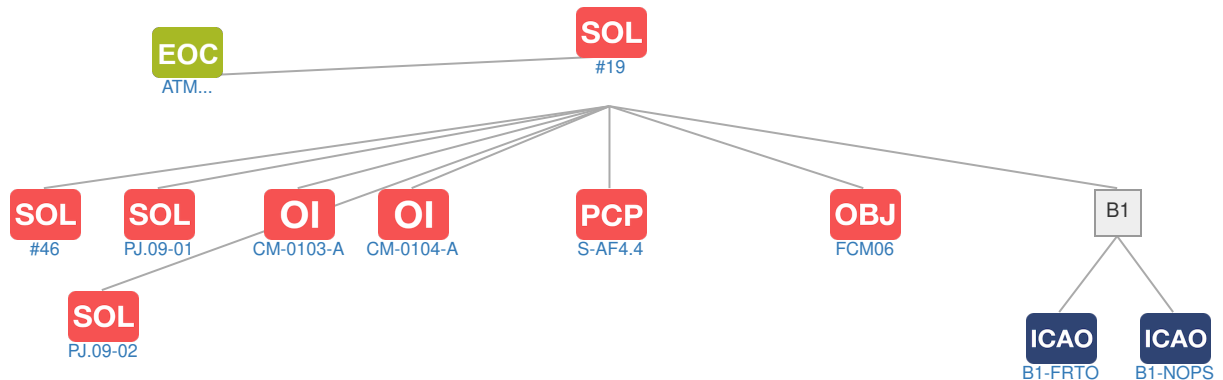 SOL
#19
EOC
ATM...
SOL
#46
SOL
PJ.09-01
OI
CM-0103-A
OI
CM-0104-A
PCP
S-AF4.4
OBJ
FCM06
B1
SOL
PJ.09-02
ICAO
B1-FRTO
ICAO
B1-NOPS